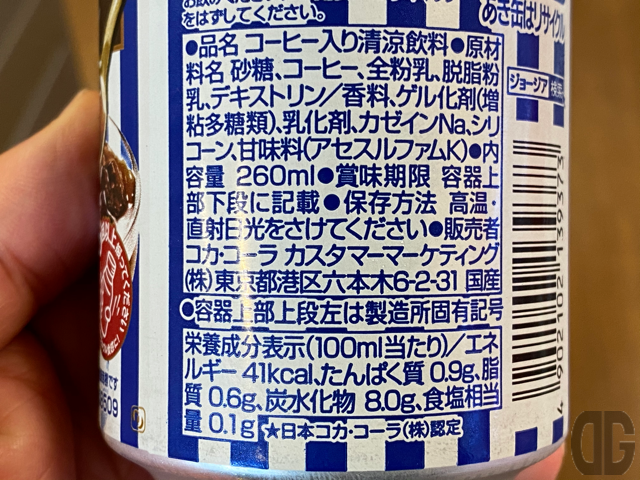 をはずしてください。
●品名 コーヒー入り清涼飲料●原材
料名 砂糖、コーヒー、全粉乳、脱脂粉
乳、デキストリン/香料、ゲル化剤(増
粘多糖類)、乳化剤、カゼインNa、シリ
コーン、甘味料(アセスルファムK)●内
容量 260ml●賞味期限 容器上
部下段に記載●保存方法 高温・
直射日光をさけてください●販売者
コカ・コーラ カスタマーマーケティング
(株)東京都港区六本木6-2-31 国産
○容器上部上段左は製造所固有記号
栄養成分表示(100ml当たり)/エネ
ルギー 41kcal、たんぱく質 0.9g、脂
質 0.6g、炭水化物 8.0g、食塩相当
量 0.1g ★日本コカ・コーラ(株)認定
あき缶はリサイクル
ジョージア
4 902102 139373
DG